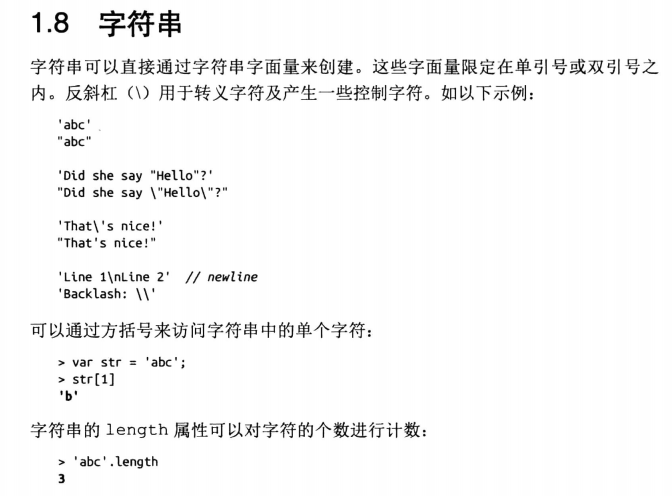 1.8 字符串
字符串可以直接通过字符串字面量来创建。这些字面量限定在单引号或双引号之
内。反斜杠（\）用于转义字符及产生一些控制字符。如以下示例：
'abc'
"abc"
'Did she say "Hello"?'
"Did she say \"Hello\"?"
'That\'s nice!'
"That's nice!"
'Line 1\nLine 2' // newline
'Backlash: \\'
可以通过方括号来访问字符串中的单个字符：
> var str = 'abc';
> str[1]
'b'
字符串的 length 属性可以对字符的个数进行计数：
> 'abc'.length
3